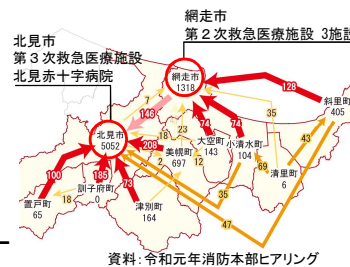 網走市
第２次救急医療施設 3施設
北見市
第３次救急医療施設
北見赤十字病院
網走市
1318
128
斜里町
405
7
146
35
北見市
5052
18
23
74
74
大空町
143
小清水町
104
43
208
美幌町
697
2
12
69
35
清里町
6
100
185
73
置戸町
65
18
訓子府町
0
津別町
164
47
資料：令和元年消防本部ヒアリング